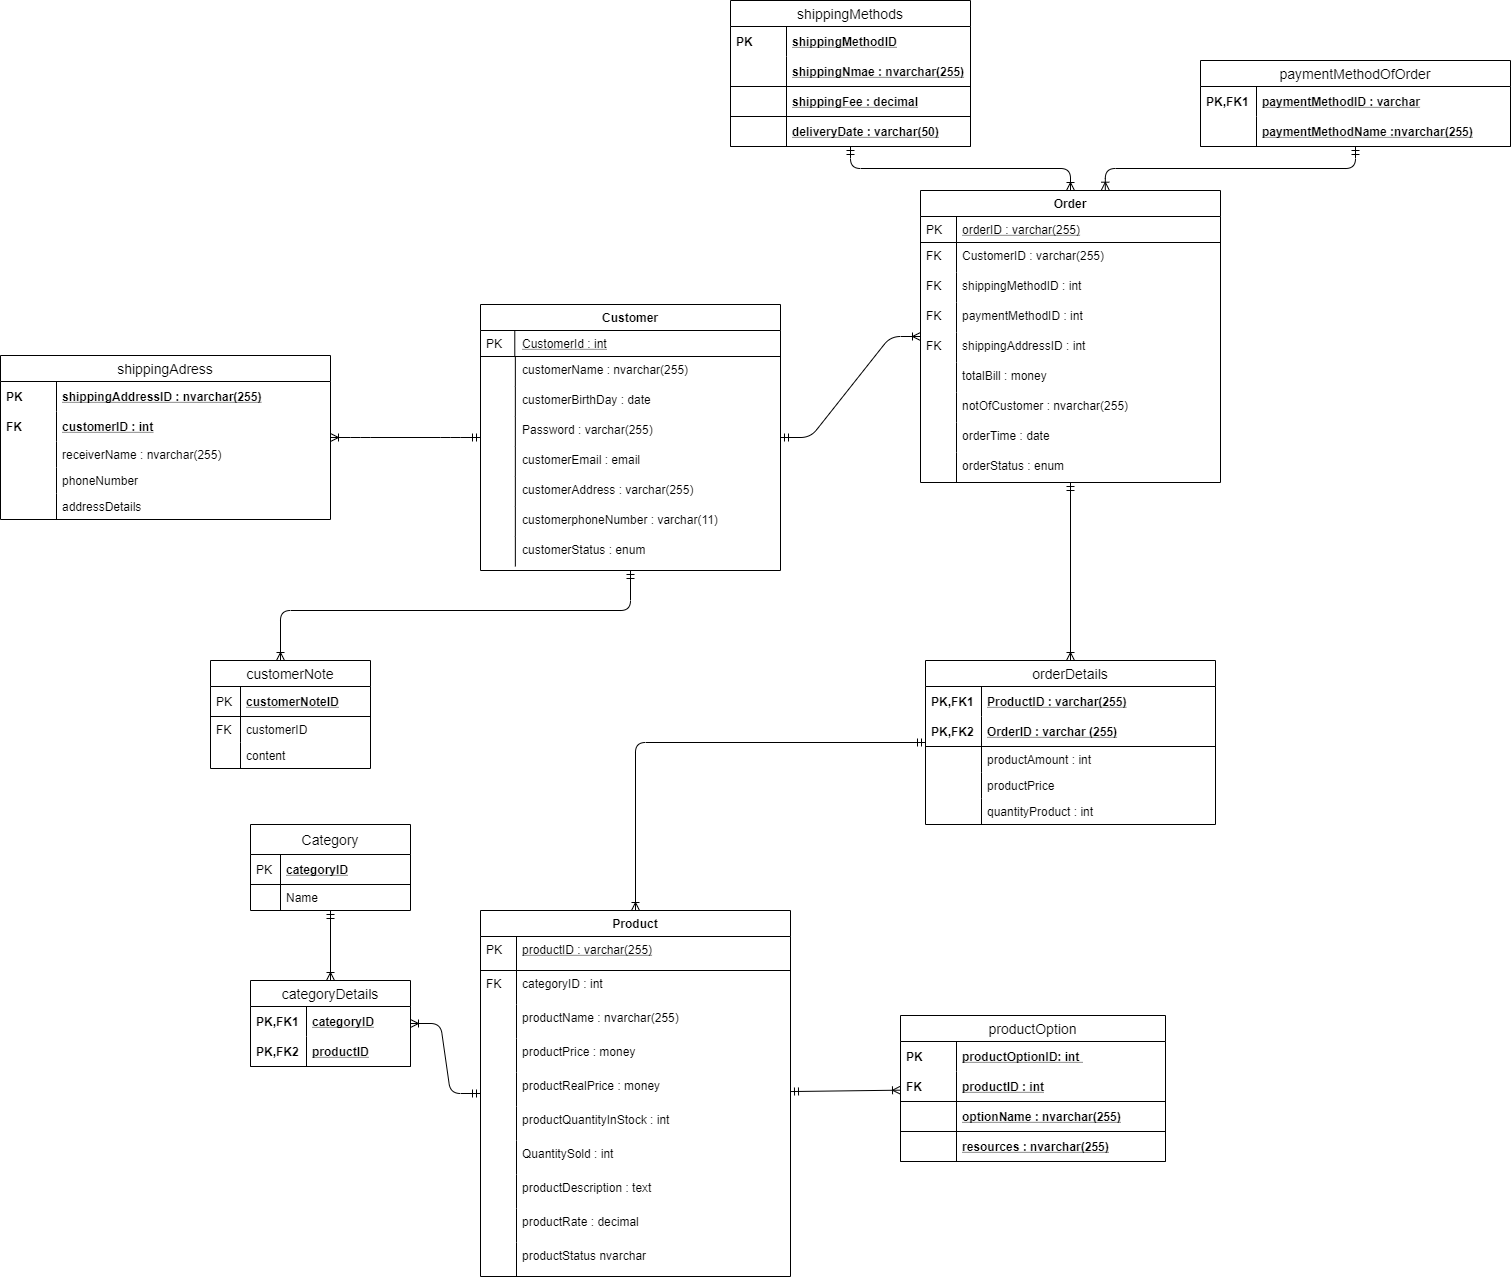 shippingMethods
PK shippingMethodID
shippingNmae : nvarchar(255)
shippingFee : decimal
deliveryDate : varchar(50)
paymentMethodOfOrder
PK,FK1 paymentMethodID : varchar
paymentMethodName :nvarchar(255)
Order
PK orderID : varchar(255)
FK CustomerID : varchar(255)
FK shippingMethodID : int
FK paymentMethodID : int
FK shippingAddressID : int
totalBill : money
notOfCustomer : nvarchar(255)
orderTime : date
orderStatus : enum
Customer
PK CustomerId : int
customerName : nvarchar(255)
customerBirthDay : date
Password : varchar(255)
customerEmail : email
customerAddress : varchar(255)
customerphoneNumber : varchar(11)
customerStatus : enum
shippingAdress
PK shippingAddressID : nvarchar(255)
FK customerID : int
receiverName : nvarchar(255)
phoneNumber
addressDetails
customerNote
PK customerNoteID
FK customerID
content
orderDetails
PK,FK1 ProductID : varchar(255)
PK,FK2 OrderID : varchar (255)
productAmount : int
productPrice
quantityProduct : int
Category
PK categoryID
Name
categoryDetails
PK,FK1 categoryID
PK,FK2 productID
Product
PK productID : varchar(255)
FK categoryID : int
productName : nvarchar(255)
productPrice : money
productRealPrice : money
productQuantityInStock : int
QuantitySold : int
productDescription : text
productRate : decimal
productStatus nvarchar
productOption
PK productOptionID: int
FK productID : int
optionName : nvarchar(255)
resources : nvarchar(255)